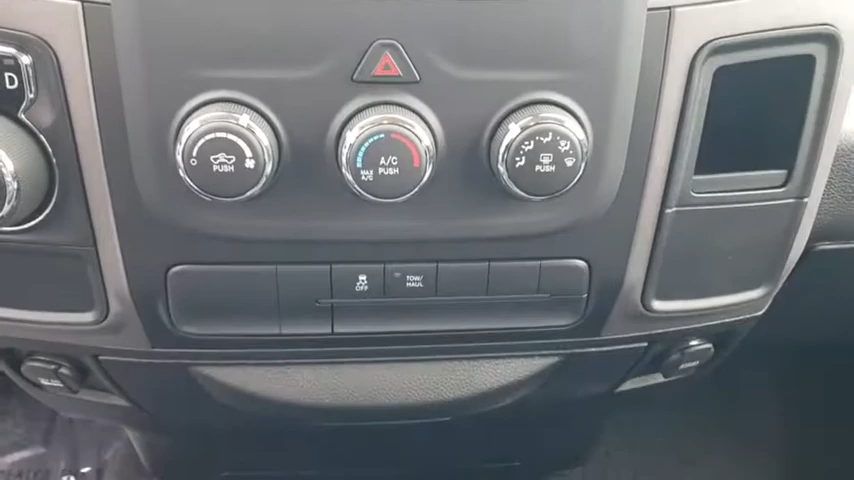 D
PUSH
A/C
PUSH
MAX
A/C
PUSH
OFF
TOW/
HAUL